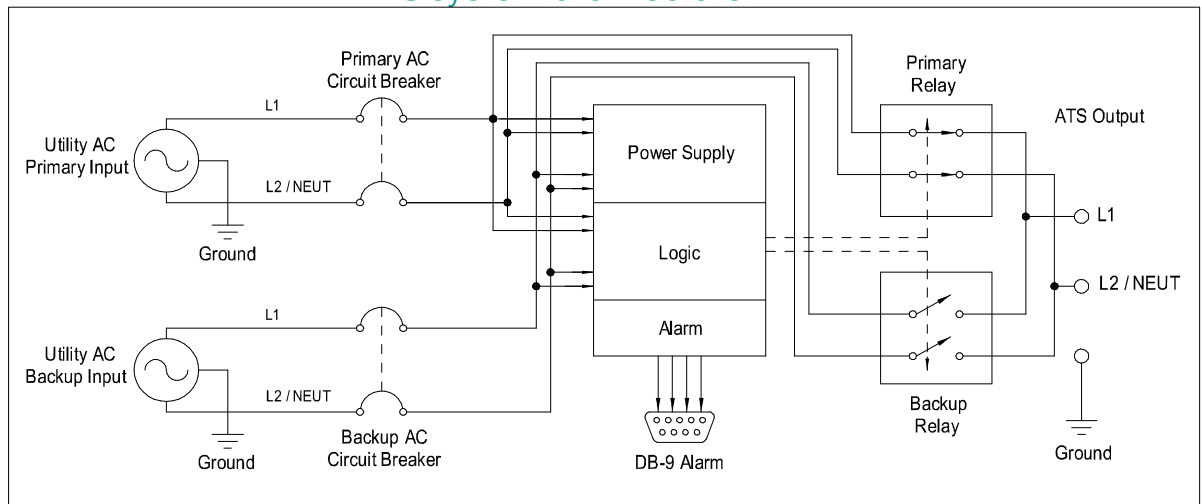 Primary AC
Circuit Breaker
L1
Utility AC
Primary Input
L2 / NEUT
Ground
Power Supply
Logic
Alarm
DB-9 Alarm
Primary
Relay
ATS Output
L1
L2 / NEUT
Ground
Backup
Relay
L1
Utility AC
Backup Input
L2 / NEUT
Ground
Backup AC
Circuit Breaker